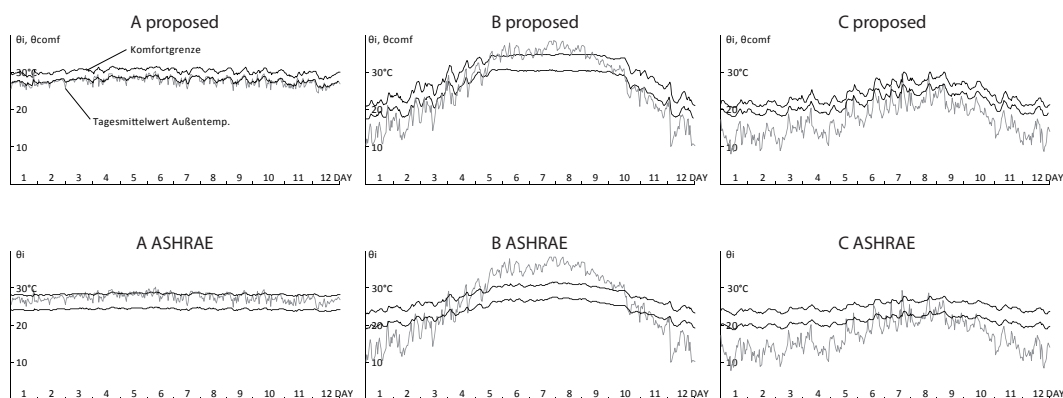 A proposed
B proposed
C proposed
θi, θcomf
θi, θcomf
θi, θcomf
Komfortgrenze
30°C
30°C
30°C
20
20
20
Tagesmittelwert Außentemp.
10
10
10
1 2 3 4 5 6 7 8 9 10 11 12 DAY
1 2 3 4 5 6 7 8 9 10 11 12 DAY
1 2 3 4 5 6 7 8 9 10 11 12 DAY
A ASHRAE
B ASHRAE
C ASHRAE
θi
θi
θi
30°C
30°C
30°C
20
20
20
10
10
10
1 2 3 4 5 6 7 8 9 10 11 12 DAY
1 2 3 4 5 6 7 8 9 10 11 12 DAY
1 2 3 4 5 6 7 8 9 10 11 12 DAY